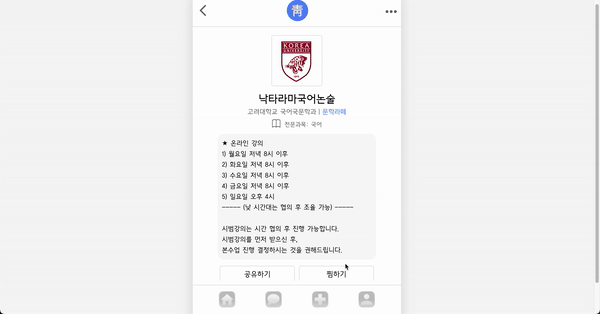 靑
KOREA
UNIVERSITY
낙타라마국어논술
고려대학교 국어국문학과 | 문학라떼
전문과목: 국어
★ 온라인 강의
1) 월요일 저녁 8시 이후
2) 화요일 저녁 8시 이후
3) 수요일 저녁 8시 이후
4) 금요일 저녁 8시 이후
5) 일요일 오후 4시
----- (낮 시간대는 협의 후 조율 가능) -----
시범강의는 시간 협의 후 진행 가능합니다.
시범강의를 먼저 받으신 후,
본수업 진행 결정하시는 것을 권해드립니다.
공유하기 찜하기